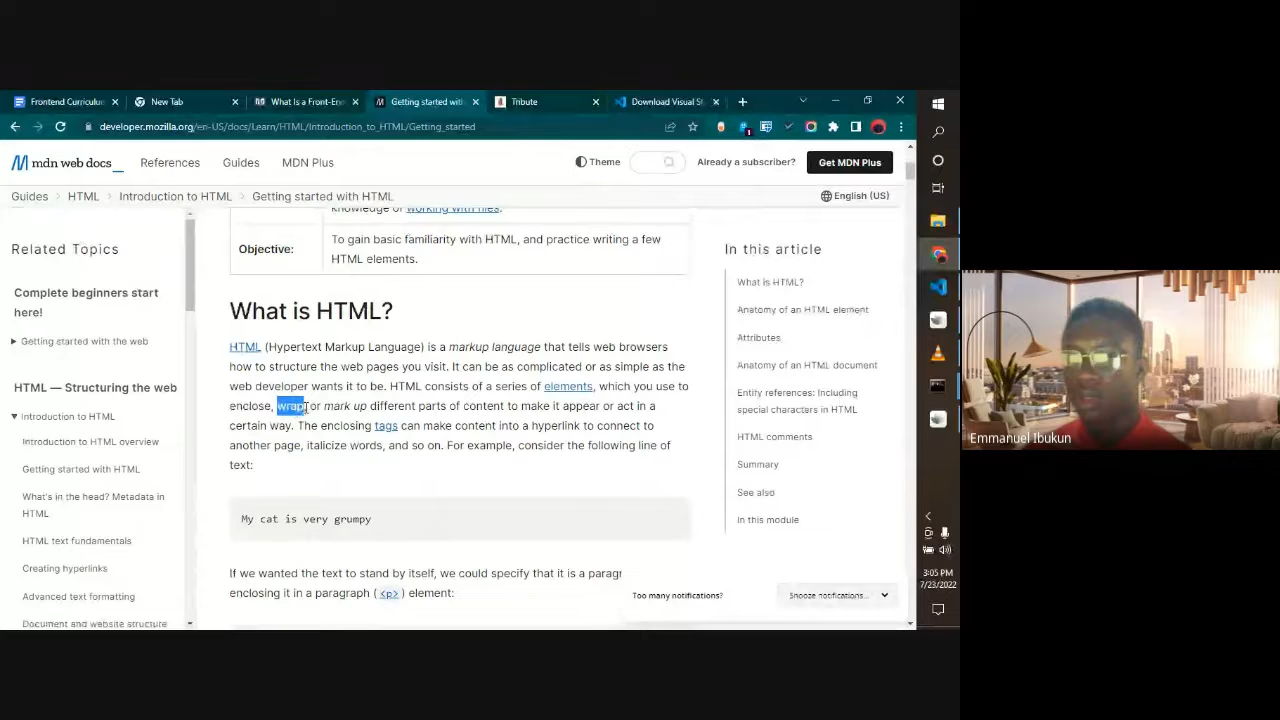 Frontend Curriculum
New Tab
What Is a Front-En
Getting started with
Tribute
Download Visual St
developer.mozilla.org/en-US/docs/Learn/HTML/Introduction_to_HTML/Getting_started
mdn web docs_
References
Guides
MDN Plus
Theme
Already a subscriber?
Get MDN Plus
Guides
HTML
Introduction to HTML
Getting started with HTML
English (US)
Related Topics
Complete beginners start
here!
Getting started with the web
HTML — Structuring the web
Introduction to HTML
Introduction to HTML overview
Getting started with HTML
What's in the head? Metadata in
HTML
HTML text fundamentals
Creating hyperlinks
Advanced text formatting
Document and website structure
knowledge of working with files.
Objective:
To gain basic familiarity with HTML, and practice writing a few
HTML elements.
What is HTML?
HTML (Hypertext Markup Language) is a markup language that tells web browsers
how to structure the web pages you visit. It can be as complicated or as simple as the
web developer wants it to be. HTML consists of a series of elements, which you use to
enclose, wrap, or mark up different parts of content to make it appear or act in a
certain way. The enclosing tags can make content into a hyperlink to connect to
another page, italicize words, and so on. For example, consider the following line of
text:
My cat is very grumpy
If we wanted the text to stand by itself, we could specify that it is a paragr
enclosing it in a paragraph ( <p> ) element:
In this article
What is HTML?
Anatomy of an HTML element
Attributes
Anatomy of an HTML document
Entity references: Including
special characters in HTML
HTML comments
Summary
See also
In this module
Too many notifications?
Snooze notifications...
3:05 PM
7/23/2022
Emmanuel Ibukun